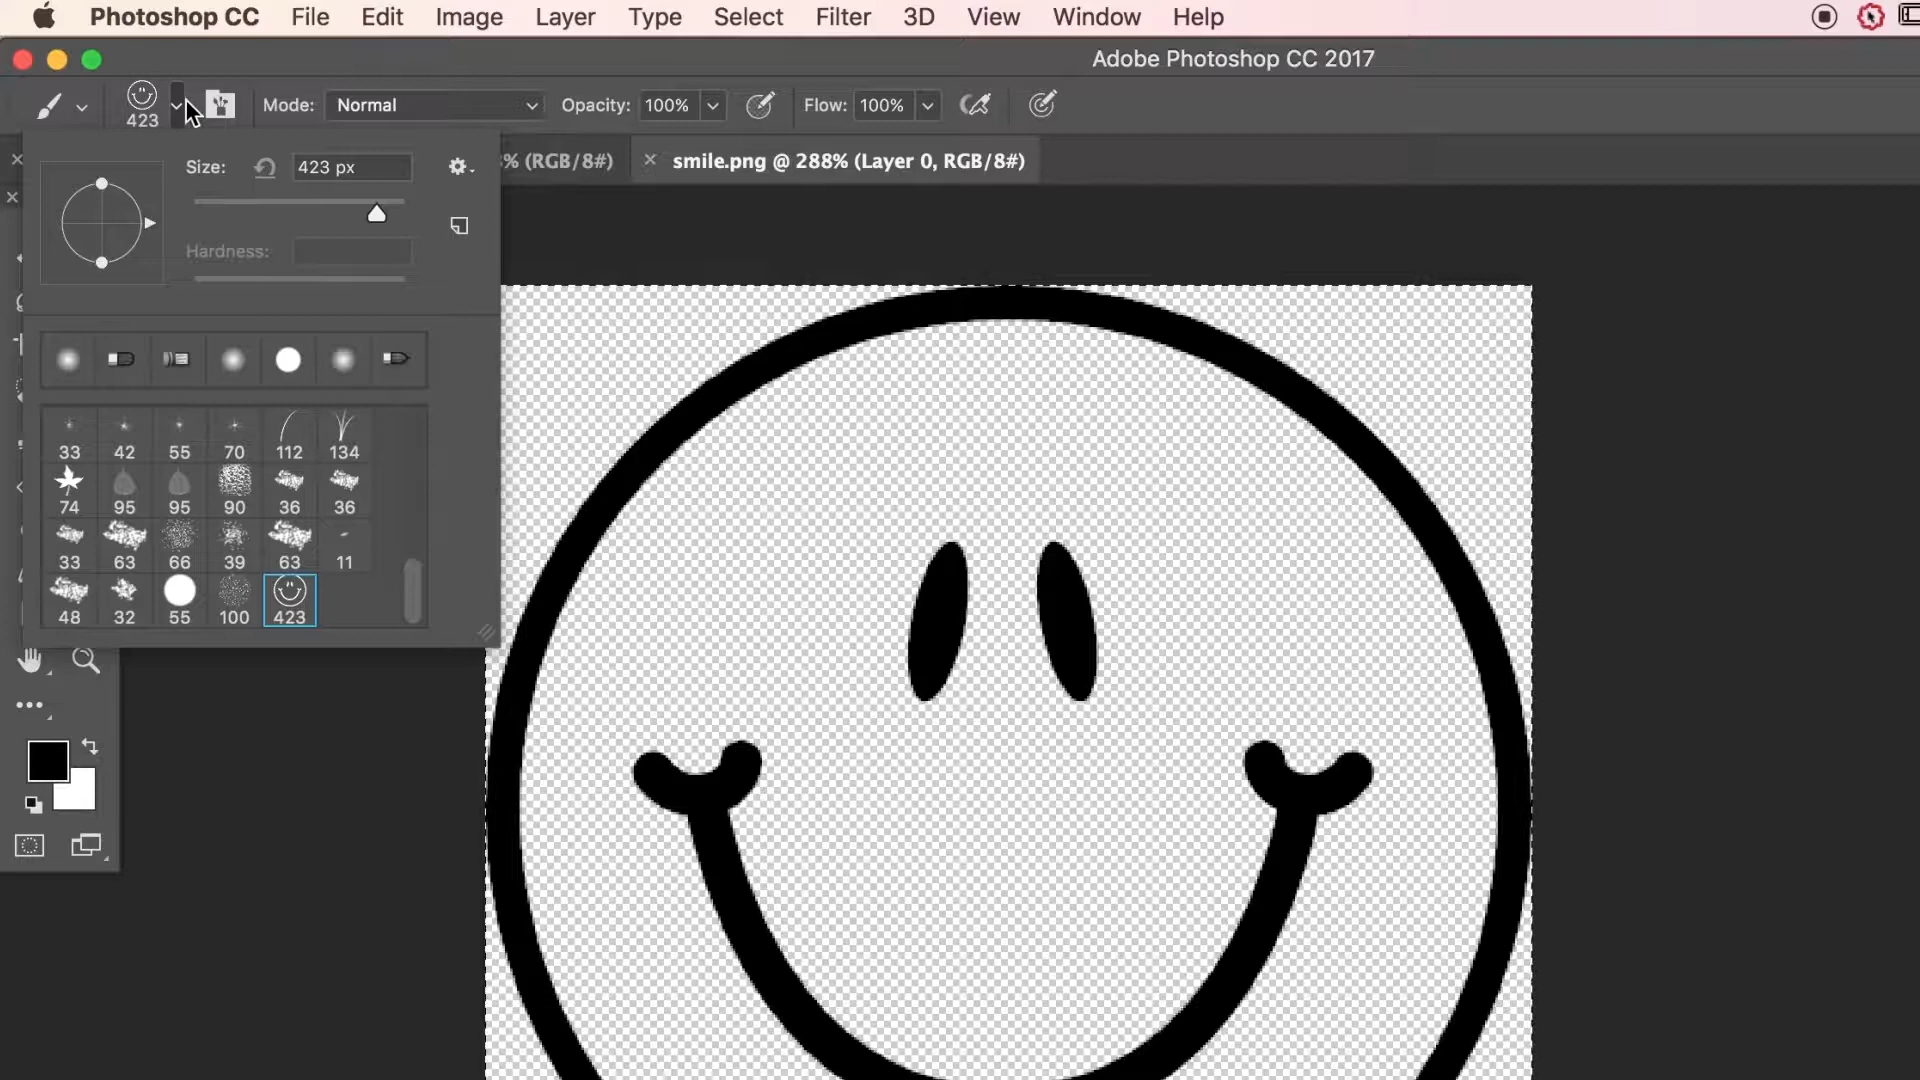 Photoshop CC File Edit Image Layer Type Select Filter 3D View Window Help
Adobe Photoshop CC 2017
423 Mode: Normal Opacity: 100% Flow: 100%
% (RGB/8#) smile.png @ 288% (Layer 0, RGB/8#)
Size: 423 px
Hardness:
33 42 55 70 112 134
74 95 95 90 36 36
33 63 66 39 63 11
48 32 55 100 423